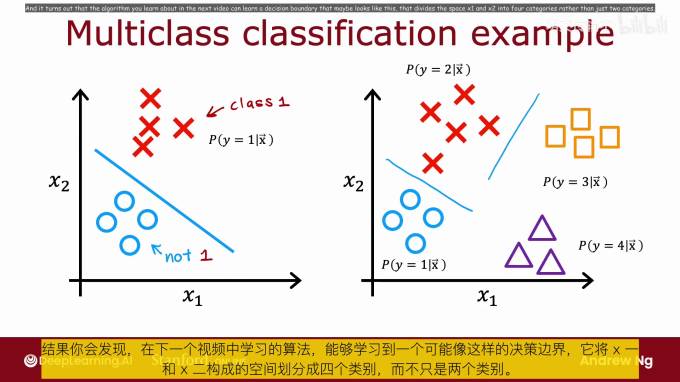 And it turns out that the algorithm you learn about in the next video can learn a decision boundary that maybe looks like this, that divides the space x1 and x2 into four categories rather than just two categories
Multiclass classification example
class 1
P(y = 1|x⃗)
x₂
not 1
x₁
P(y = 2|x⃗)
P(y = 3|x⃗)
x₂
P(y = 4|x⃗)
P(y = 1|x⃗)
x₁
DeepLearning.AI Stanford Andrew Ng
结果你会发现，在下一个视频中学习的算法，能够学习到一个可能像这样的决策边界，它将 x 一
和 x 二构成的空间划分成四个类别，而不只是两个类别。
bilibili